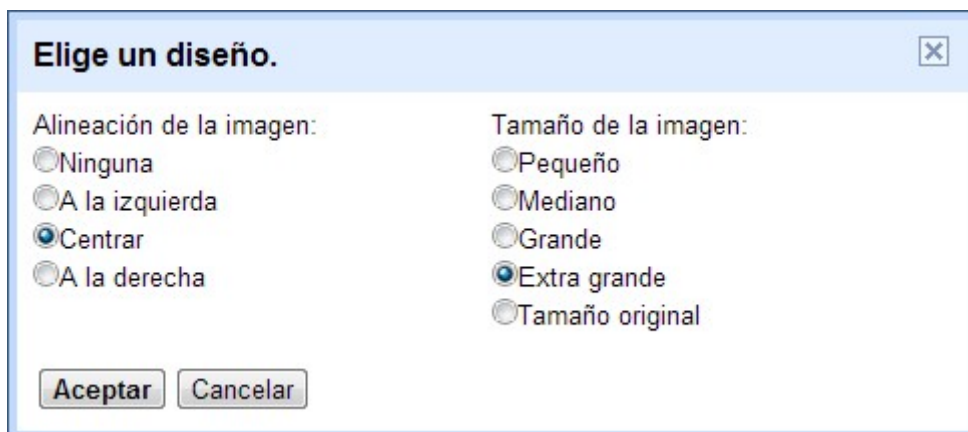 Elige un diseño.
Alineación de la imagen:
Ninguna
A la izquierda
Centrar
A la derecha
Tamaño de la imagen:
Pequeño
Mediano
Grande
Extra grande
Tamaño original
Aceptar
Cancelar